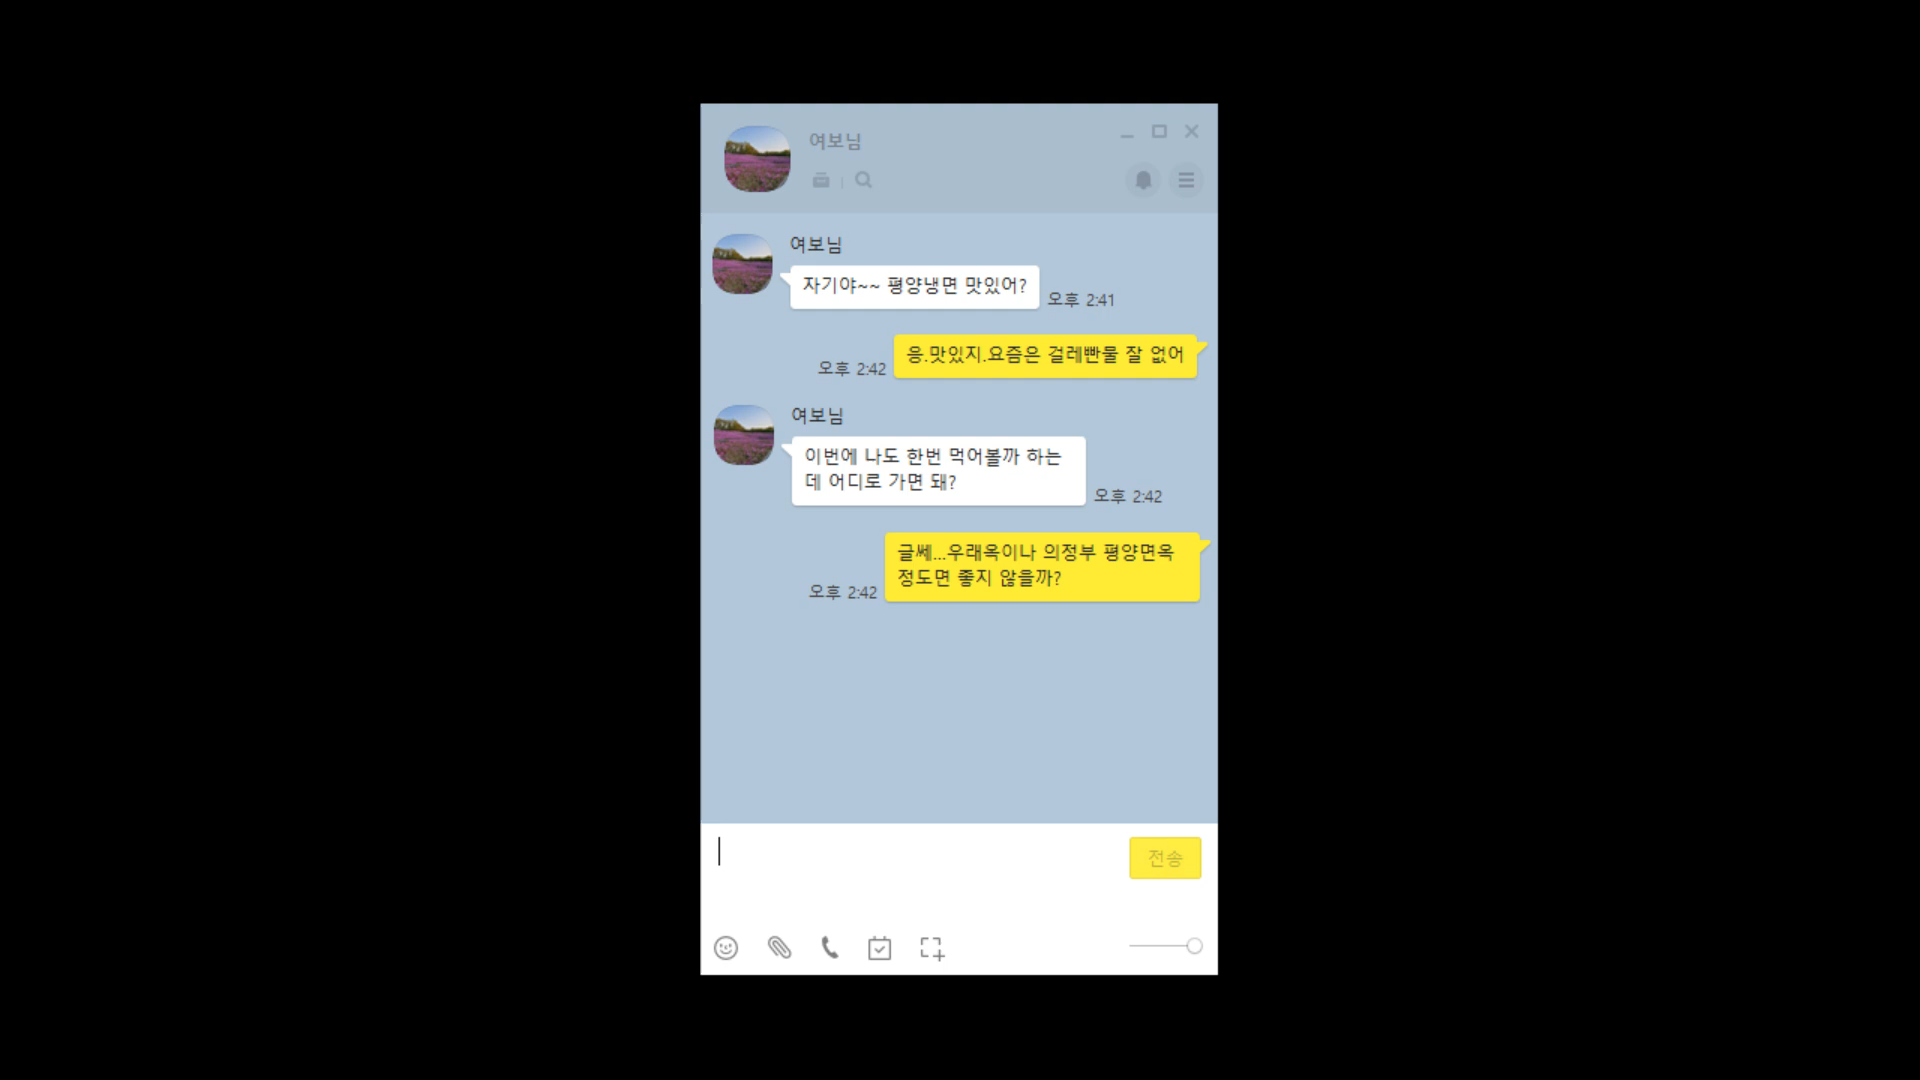 여보님
여보님
자기야~~ 평양냉면 맛있어?
오후 2:41
응.맛있지.요즘은 걸레빤물 잘 없어
오후 2:42
여보님
이번에 나도 한번 먹어볼까 하는
데 어디로 가면 돼?
오후 2:42
글쎄...우래옥이나 의정부 평양면옥
정도면 좋지 않을까?
오후 2:42
전송